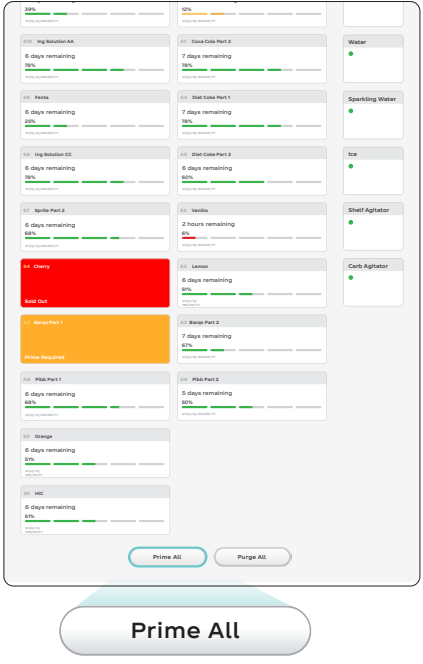 39%
12%
S10 Ing Solution AA
6 days remaining
78%
A1 Coca Cola Part 2
7 days remaining
78%
Water
Fanta
6 days remaining
26%
Diet Coke Part 1
7 days remaining
78%
Sparkling Water
Ing Solution CC
6 days remaining
78%
Diet Coke Part 2
6 days remaining
60%
Ice
Sprite Part 2
6 days remaining
68%
Vanilla
2 hours remaining
6%
Shelf Agitator
Cherry
Sold Out
Lemon
6 days remaining
51%
Carb Agitator
Barqs Part 1
Prime Required
Barqs Part 2
7 days remaining
67%
Pibb Part 1
6 days remaining
68%
Pibb Part 2
5 days remaining
50%
Orange
6 days remaining
51%
HiC
6 days remaining
51%
Prime All
Purge All
Prime All